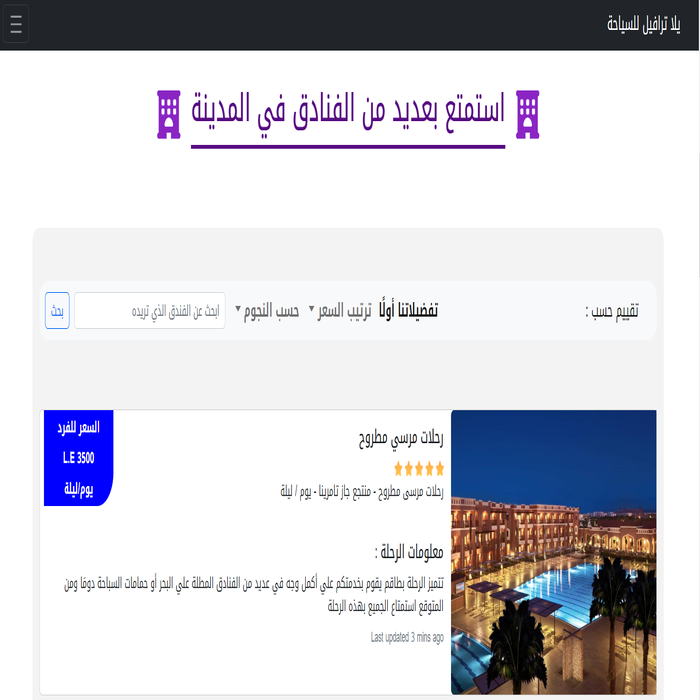 يلا ترافيل للسياحة
استمتع بعديد من الفنادق في المدينة
تقييم حسب :
تفضيلاتنا أولًا
ترتيب السعر
حسب النجوم
ابحث عن الفندق الذي تريده
بحث
رحلات مرسي مطروح
رحلات مرسى مطروح - منتجع جاز تامرينا - يوم / ليلة
معلومات الرحلة :
تتميز الرحلة بطاقم يقوم بخدمتكم علي أكمل وجه في عديد من الفنادق المطلة علي البحر أو حمامات السباحة دومًا ومن
المتوقع استمتاع الجميع بهذه الرحلة
Last updated 3 mins ago
السعر للفرد
L.E 3500
يوم/ليلة